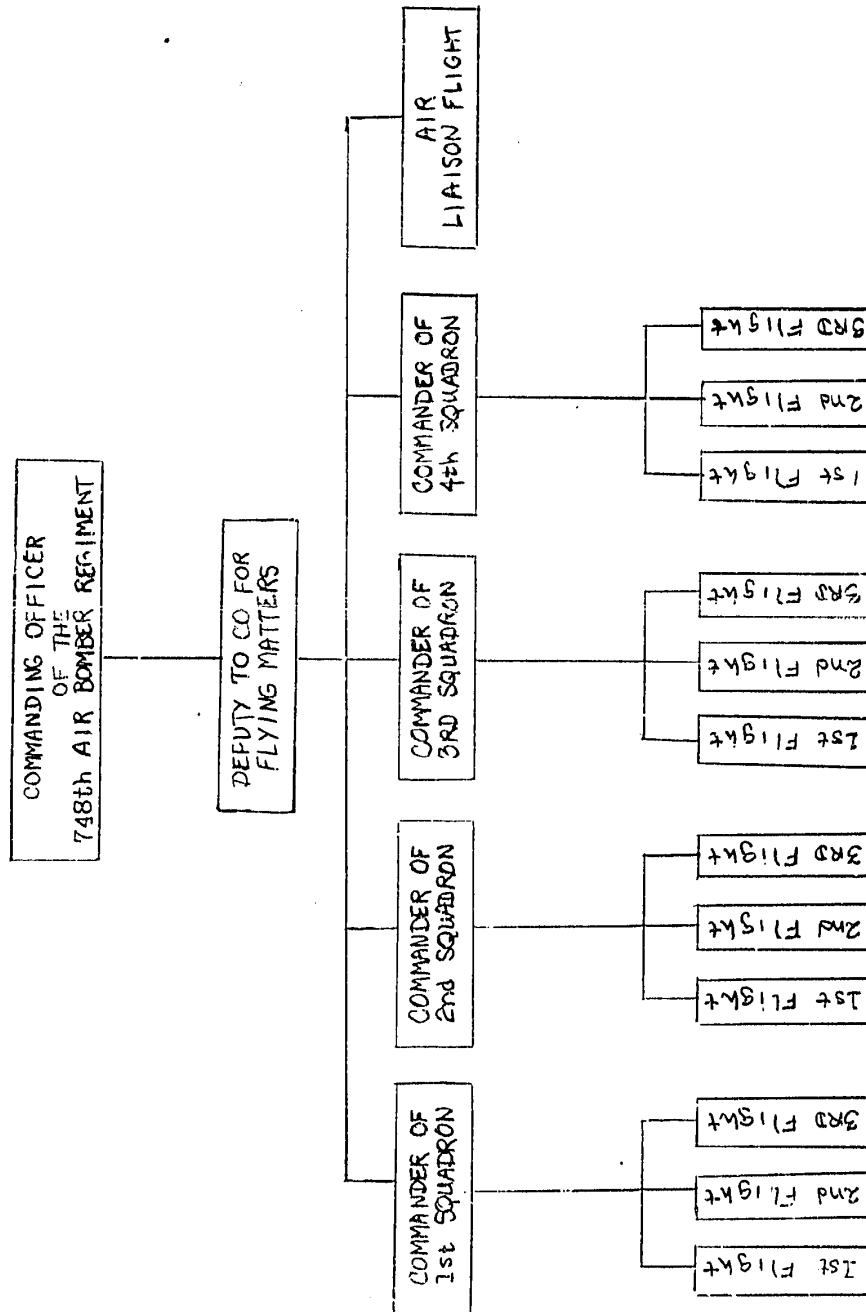 COMMANDING OFFICER
OF THE
748th AIR BOMBER REGIMENT
DEPUTY TO CO FOR
FLYING MATTERS
COMMANDER OF
1st SQUADRON
COMMANDER OF
2nd SQUADRON
COMMANDER OF
3RD SQUADRON
COMMANDER OF
4th SQUADRON
AIR
LIAISON FLIGHT
1st Flight
2nd Flight
3RD Flight
1st Flight
2nd Flight
3RD Flight
1st Flight
2nd Flight
3RD Flight
1st Flight
2nd Flight
3RD Flight